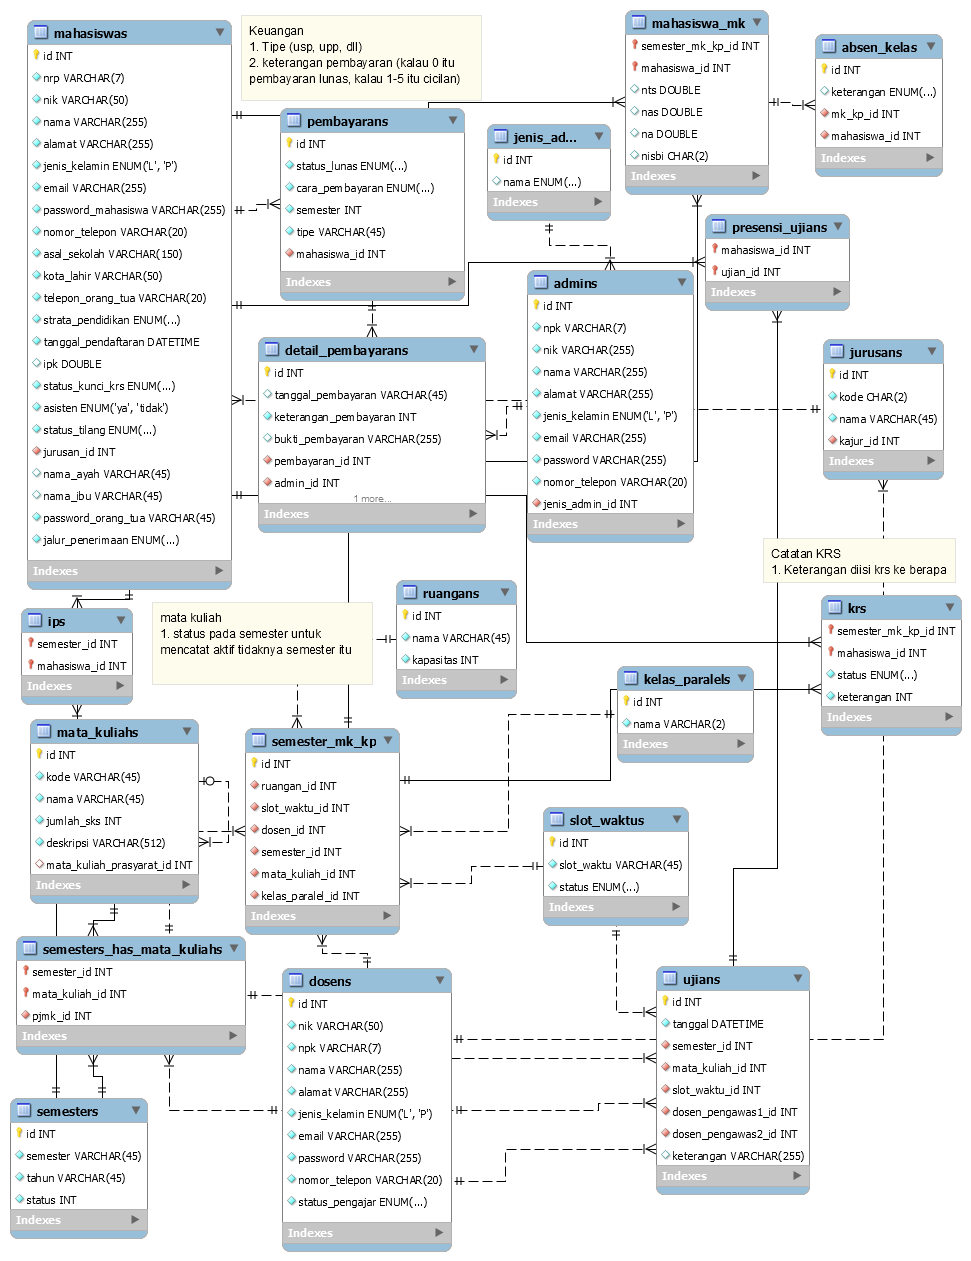 mahasiswas
id INT
nrp VARCHAR(7)
nik VARCHAR(50)
nama VARCHAR(255)
alamat VARCHAR(255)
jenis_kelamin ENUM('L', 'P')
email VARCHAR(255)
password_mahasiswa VARCHAR(255)
nomor_telepon VARCHAR(20)
asal_sekolah VARCHAR(150)
kota_lahir VARCHAR(50)
telepon_orang_tua VARCHAR(20)
strata_pendidikan ENUM(...)
tanggal_pendaftaran DATETIME
ipk DOUBLE
status_kunci_krs ENUM(...)
asisten ENUM('ya', 'tidak')
status_tilang ENUM(...)
jurusan_id INT
nama_ayah VARCHAR(45)
nama_ibu VARCHAR(45)
password_orang_tua VARCHAR(45)
jalur_penerimaan ENUM(...)
Indexes
Keuangan
1. Tipe (usp, upp, dll)
2. keterangan pembayaran (kalau 0 itu
pembayaran lunas, kalau 1-5 itu cicilan)
pembayarans
id INT
status_lunas ENUM(...)
cara_pembayaran ENUM(...)
semester INT
tipe VARCHAR(45)
mahasiswa_id INT
Indexes
jenis_ad...
id INT
nama ENUM(...)
Indexes
mahasiswa_mk
semester_mk_kp_id INT
mahasiswa_id INT
nts DOUBLE
nas DOUBLE
na DOUBLE
nisbi CHAR(2)
Indexes
absen_kelas
id INT
keterangan ENUM(...)
mk_kp_id INT
mahasiswa_id INT
Indexes
presensi_ujians
mahasiswa_id INT
ujian_id INT
Indexes
admins
id INT
npk VARCHAR(7)
nik VARCHAR(255)
nama VARCHAR(255)
alamat VARCHAR(255)
jenis_kelamin ENUM('L', 'P')
email VARCHAR(255)
password VARCHAR(255)
nomor_telepon VARCHAR(20)
jenis_admin_id INT
Indexes
detail_pembayarans
id INT
tanggal_pembayaran VARCHAR(45)
keterangan_pembayaran INT
bukti_pembayaran VARCHAR(255)
pembayaran_id INT
admin_id INT
1 more...
Indexes
jurusans
id INT
kode CHAR(2)
nama VARCHAR(45)
kajur_id INT
Indexes
Catatan KRS
1. Keterangan diisi krs ke berapa
krs
semester_mk_kp_id INT
mahasiswa_id INT
status ENUM(...)
keterangan INT
Indexes
ips
semester_id INT
mahasiswa_id INT
Indexes
mata kuliah
1. status pada semester untuk
mencatat aktif tidaknya semester itu
ruangans
id INT
nama VARCHAR(45)
kapasitas INT
Indexes
kelas_paralels
id INT
nama VARCHAR(2)
Indexes
mata_kuliahs
id INT
kode VARCHAR(45)
nama VARCHAR(45)
jumlah_sks INT
deskripsi VARCHAR(512)
mata_kuliah_prasyarat_id INT
Indexes
semester_mk_kp
id INT
ruangan_id INT
slot_waktu_id INT
dosen_id INT
semester_id INT
mata_kuliah_id INT
kelas_paralel_id INT
Indexes
slot_waktus
id INT
slot_waktu VARCHAR(45)
status ENUM(...)
Indexes
semesters_has_mata_kuliahs
semester_id INT
mata_kuliah_id INT
pjmk_id INT
Indexes
dosens
id INT
nik VARCHAR(50)
npk VARCHAR(7)
nama VARCHAR(255)
alamat VARCHAR(255)
jenis_kelamin ENUM('L', 'P')
email VARCHAR(255)
password VARCHAR(255)
nomor_telepon VARCHAR(20)
status_pengajar ENUM(...)
Indexes
ujians
id INT
tanggal DATETIME
semester_id INT
mata_kuliah_id INT
slot_waktu_id INT
dosen_pengawas1_id INT
dosen_pengawas2_id INT
keterangan VARCHAR(255)
Indexes
semesters
id INT
semester VARCHAR(45)
tahun VARCHAR(45)
status INT
Indexes